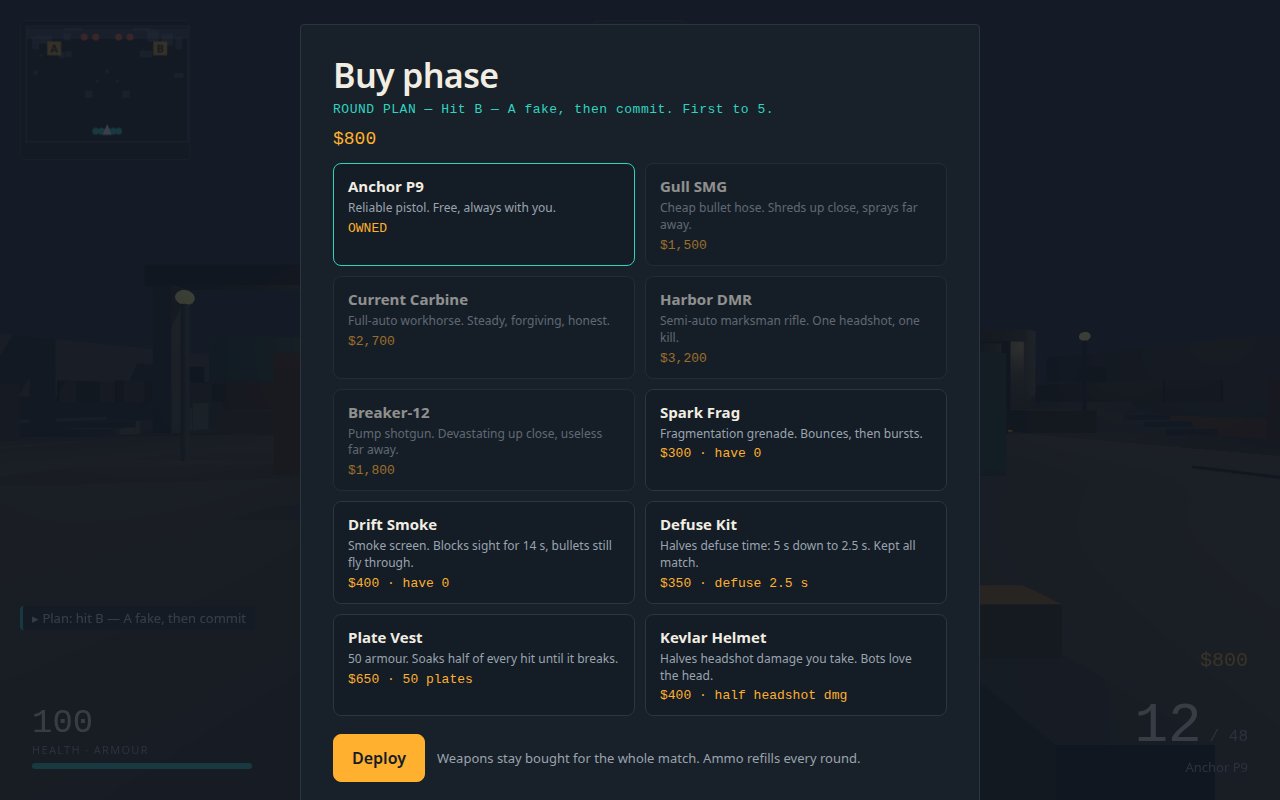 A
B
Buy phase
ROUND PLAN — Hit B — A fake, then commit. First to 5.
$800
Anchor P9
Reliable pistol. Free, always with you.
OWNED
Gull SMG
Cheap bullet hose. Shreds up close, sprays far
away.
$1,500
Current Carbine
Full-auto workhorse. Steady, forgiving, honest.
$2,700
Harbor DMR
Semi-auto marksman rifle. One headshot, one
kill.
$3,200
Breaker-12
Pump shotgun. Devastating up close, useless
far away.
$1,800
Spark Frag
Fragmentation grenade. Bounces, then bursts.
$300 · have 0
Drift Smoke
Smoke screen. Blocks sight for 14 s, bullets still
fly through.
$400 · have 0
Defuse Kit
Halves defuse time: 5 s down to 2.5 s. Kept all
match.
$350 · defuse 2.5 s
Plate Vest
50 armour. Soaks half of every hit until it breaks.
$650 · 50 plates
Kevlar Helmet
Halves headshot damage you take. Bots love
the head.
$400 · half headshot dmg
Deploy
Weapons stay bought for the whole match. Ammo refills every round.
▸ Plan: hit B — A fake, then commit
100
HEALTH · ARMOUR
$800
12 / 48
Anchor P9